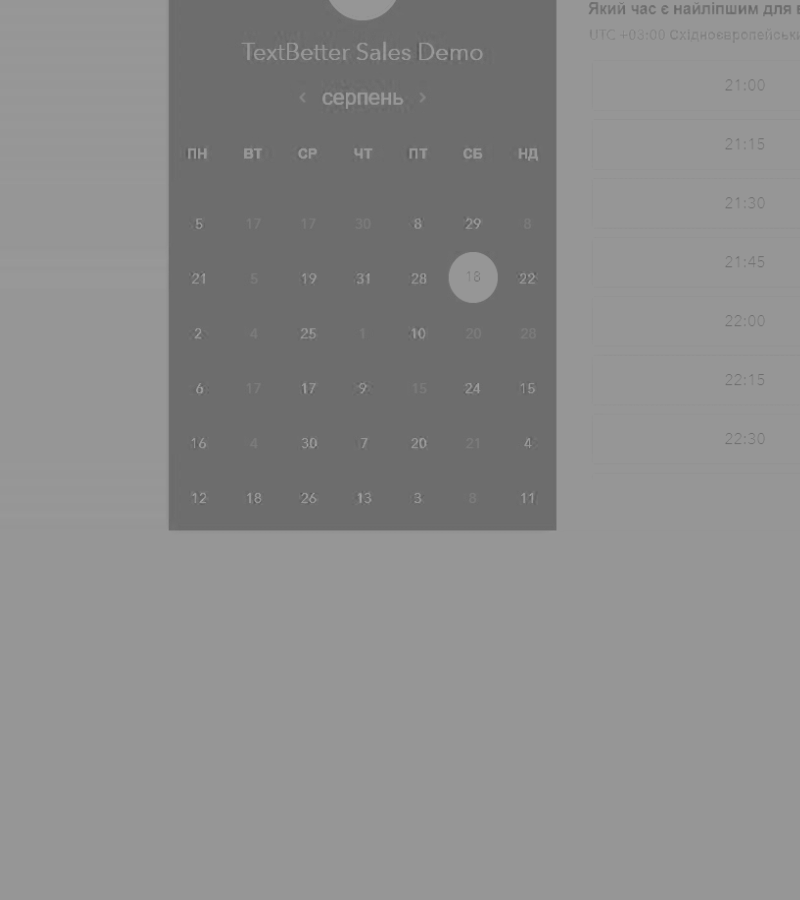 TextBetter Sales Demo
‹ серпень ›
ПН ВТ СР ЧТ ПТ СБ НД
5 17 17 30 8 29 8
21 5 19 31 28 18 22
2 4 25 1 10 20 28
6 17 17 9 15 24 15
16 4 30 7 20 21 4
12 18 26 13 3 8 11
Який час є найліпшим для
UTC +03:00 Східноєвропейськ
21:00
21:15
21:30
21:45
22:00
22:15
22:30